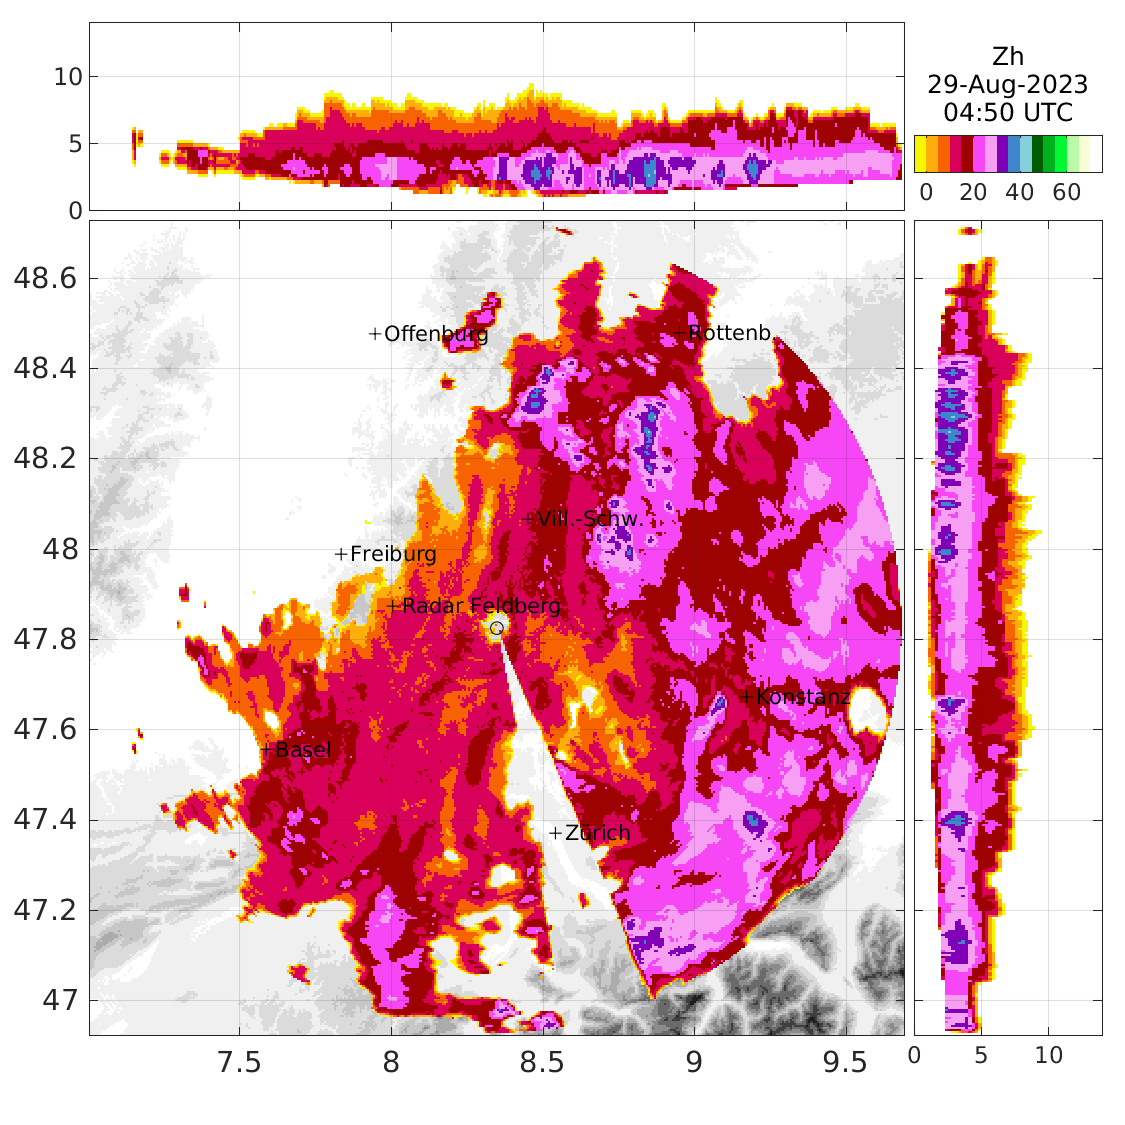 10
5
0
Zh
29-Aug-2023
04:50 UTC
0 20 40 60
48.6
48.4
48.2
48
47.8
47.6
47.4
47.2
47
+Offenburg
+Rottenb.
+Vill.-Schw.
+Freiburg
+Radar Feldberg
+Konstanz
+Basel
+Zürich
7.5 8 8.5 9 9.5
0 5 10